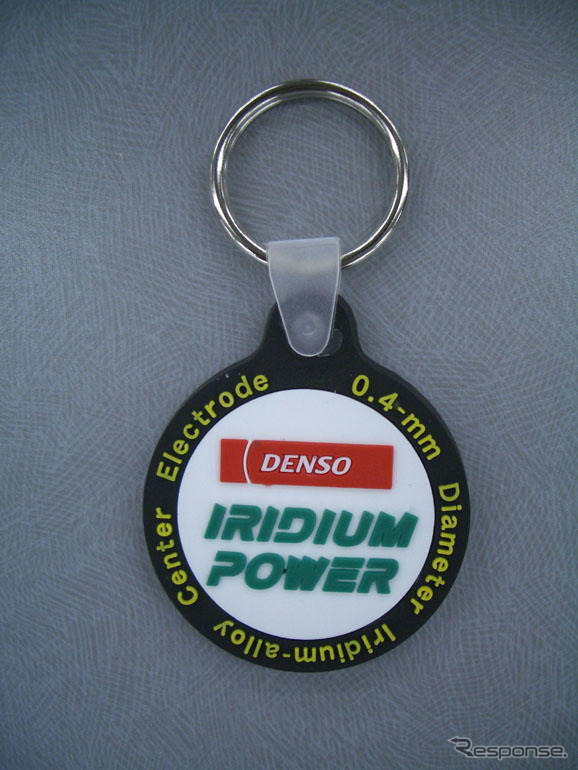 DENSO
IRIDIUM
POWER
0.4-mm Diameter Iridium-alloy Center Electrode
Response.